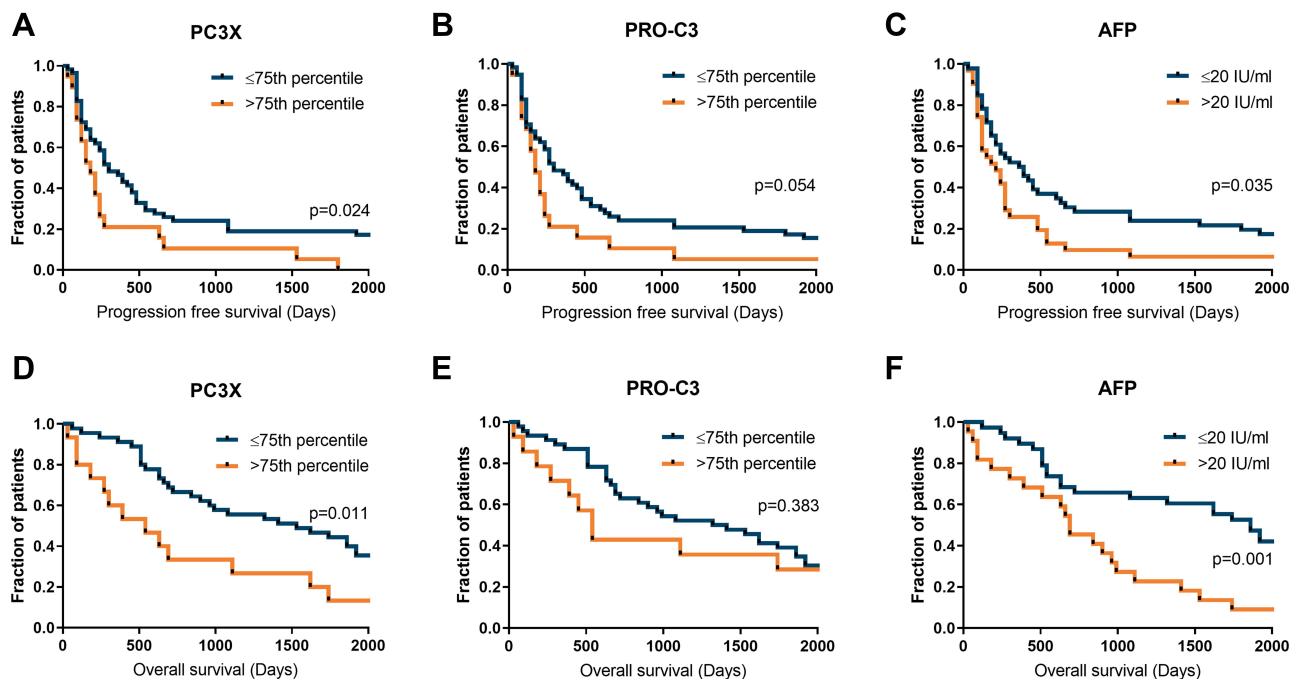 A
PC3X
≤75th percentile
>75th percentile
p=0.024
Fraction of patients
1.0
0.8
0.6
0.4
0.2
0.0
0 500 1000 1500 2000
Progression free survival (Days)
B
PRO-C3
≤75th percentile
>75th percentile
p=0.054
Fraction of patients
1.0
0.8
0.6
0.4
0.2
0.0
0 500 1000 1500 2000
Progression free survival (Days)
C
AFP
≤20 IU/ml
>20 IU/ml
p=0.035
Fraction of patients
1.0
0.8
0.6
0.4
0.2
0.0
0 500 1000 1500 2000
Progression free survival (Days)
D
PC3X
≤75th percentile
>75th percentile
p=0.011
Fraction of patients
1.0
0.8
0.6
0.4
0.2
0.0
0 500 1000 1500 2000
Overall survival (Days)
E
PRO-C3
≤75th percentile
>75th percentile
p=0.383
Fraction of patients
1.0
0.8
0.6
0.4
0.2
0.0
0 500 1000 1500 2000
Overall survival (Days)
F
AFP
≤20 IU/ml
>20 IU/ml
p=0.001
Fraction of patients
1.0
0.8
0.6
0.4
0.2
0.0
0 500 1000 1500 2000
Overall survival (Days)